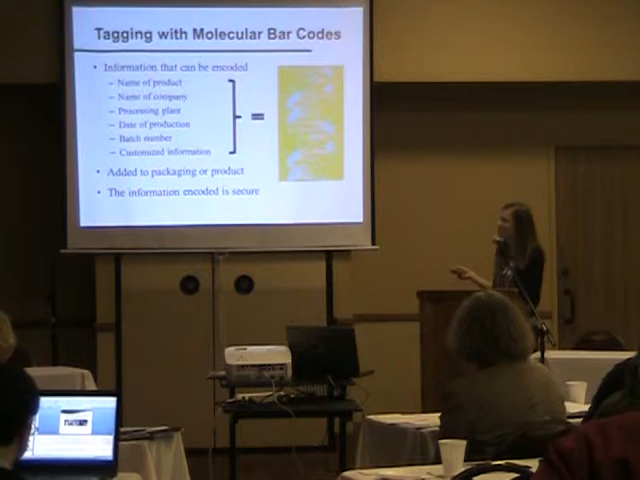 Tagging with Molecular Bar Codes
• Information that can be encoded
– Name of product
– Name of company
– Processing plant
– Date of production
– Batch number
– Customized information
=
• Added to packaging or product
• The information encoded is secure